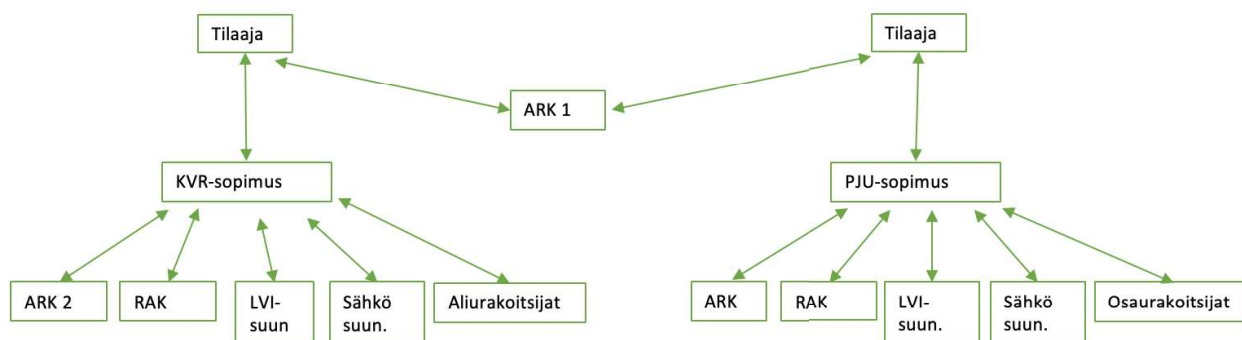 Tilaaja
Tilaaja
ARK 1
KVR-sopimus
PJU-sopimus
ARK 2
RAK
LVI-
suun
Sähkö
suun.
Aliurakoitsijat
ARK
RAK
LVI-
suun.
Sähkö
suun.
Osaurakoitsijat